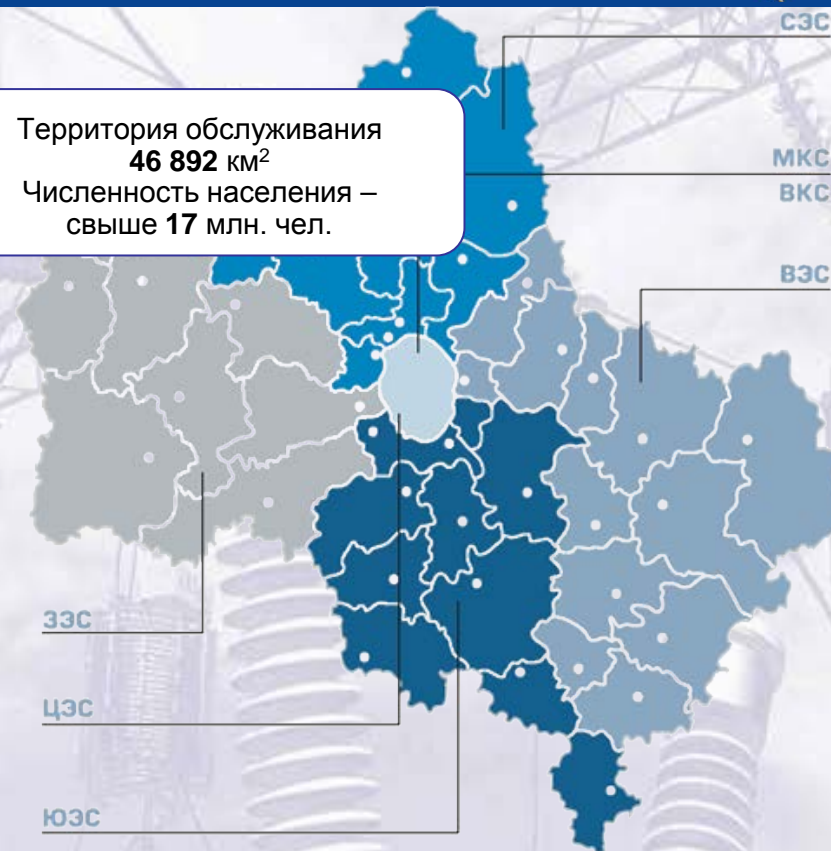 СЭС
Территория обслуживания
46 892 км²
Численность населения –
свыше 17 млн. чел.
МКС
ВКС
ВЭС
ЗЭС
ЦЭС
ЮЭС